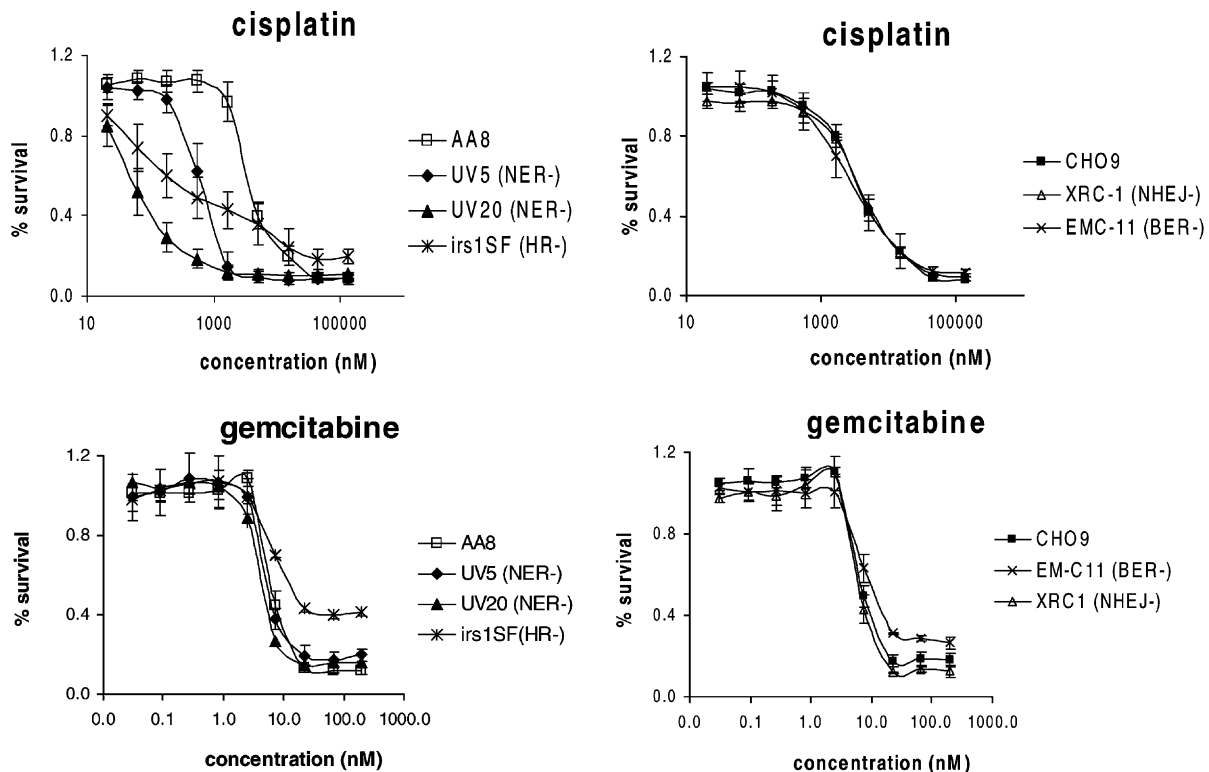 cisplatin
1.2
0.8
0.4
0.0
% survival
10
1000
100000
concentration (nM)
AA8
UV5 (NER-)
UV20 (NER-)
irs1SF (HR-)
cisplatin
1.2
0.8
0.4
0.0
% survival
10
1000
100000
concentration (nM)
CHO9
XRC-1 (NHEJ-)
EMC-11 (BER-)
gemcitabine
1.2
0.8
0.4
0.0
% survival
0.0
0.1
1.0
10.0
100.0
1000.0
concentration (nM)
AA8
UV5 (NER-)
UV20 (NER-)
irs1SF(HR-)
gemcitabine
1.2
0.8
0.4
0.0
% survival
0.0
0.1
1.0
10.0
100.0
1000.0
concentration (nM)
CHO9
EM-C11 (BER-)
XRC1 (NHEJ-)